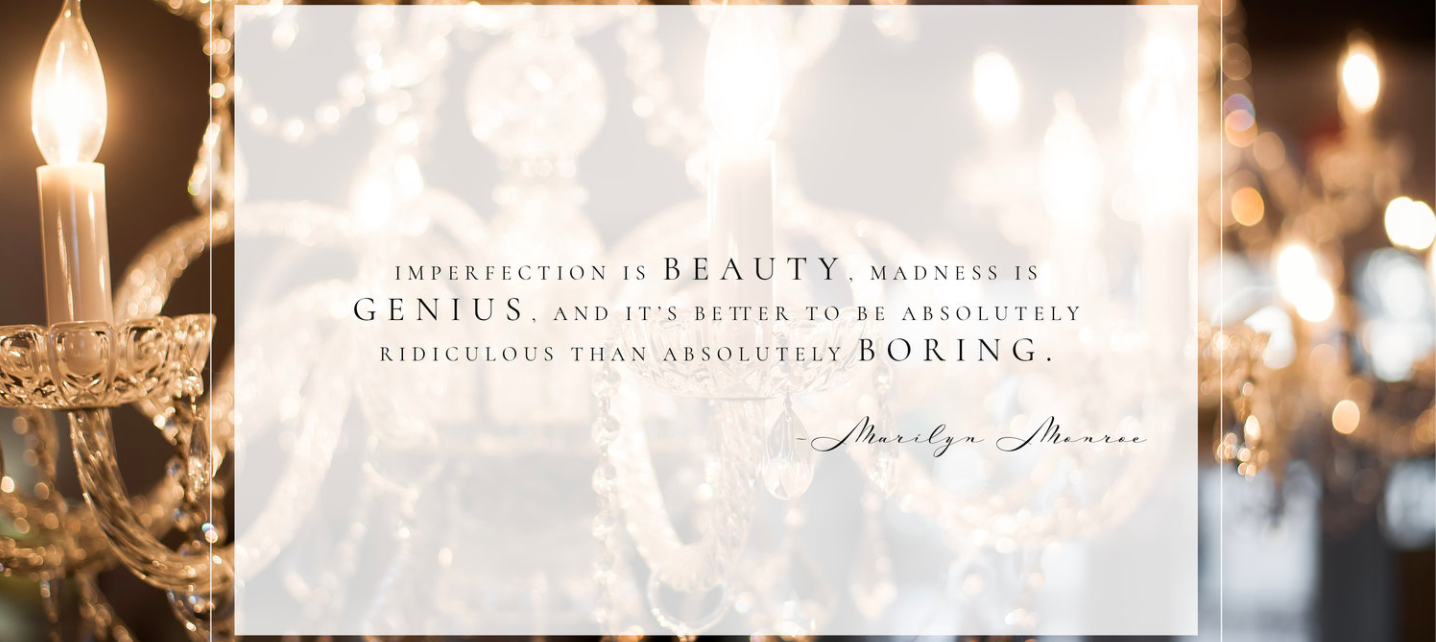 IMPERFECTION IS BEAUTY, MADNESS IS
GENIUS, AND IT'S BETTER TO BE ABSOLUTELY
RIDICULOUS THAN ABSOLUTELY BORING.
-Marilyn Monroe